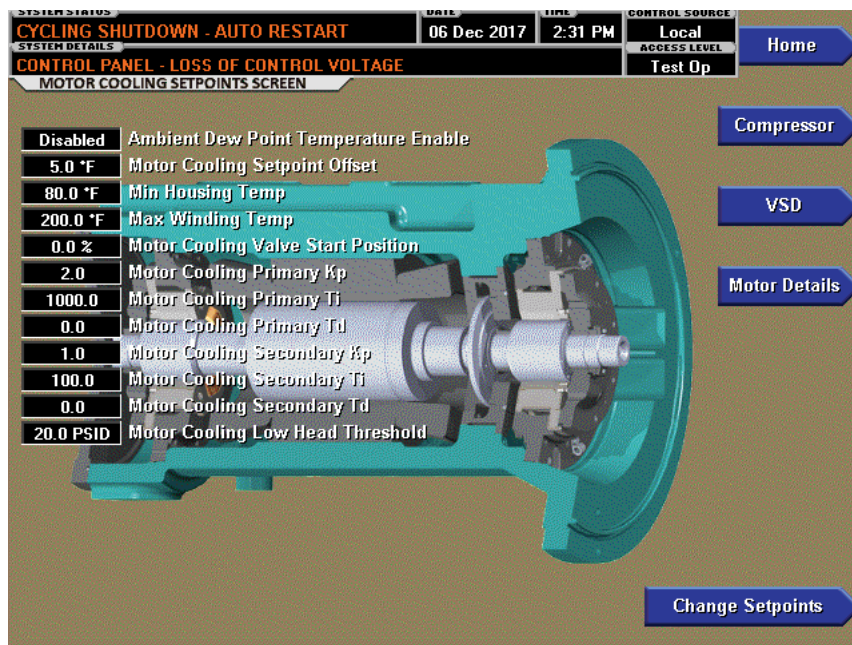 SYSTEM STATUS
CYCLING SHUTDOWN - AUTO RESTART
DATE
06 Dec 2017
TIME
2:31 PM
CONTROL SOURCE
Local
SYSTEM DETAILS
CONTROL PANEL - LOSS OF CONTROL VOLTAGE
ACCESS LEVEL
Test Op
Home
MOTOR COOLING SETPOINTS SCREEN
Compressor
VSD
Motor Details
Disabled Ambient Dew Point Temperature Enable
5.0 °F Motor Cooling Setpoint Offset
80.0 °F Min Housing Temp
200.0 °F Max Winding Temp
0.0 % Motor Cooling Valve Start Position
2.0 Motor Cooling Primary Kp
1000.0 Motor Cooling Primary Ti
0.0 Motor Cooling Primary Td
1.0 Motor Cooling Secondary Kp
100.0 Motor Cooling Secondary Ti
0.0 Motor Cooling Secondary Td
20.0 PSID Motor Cooling Low Head Threshold
Change Setpoints